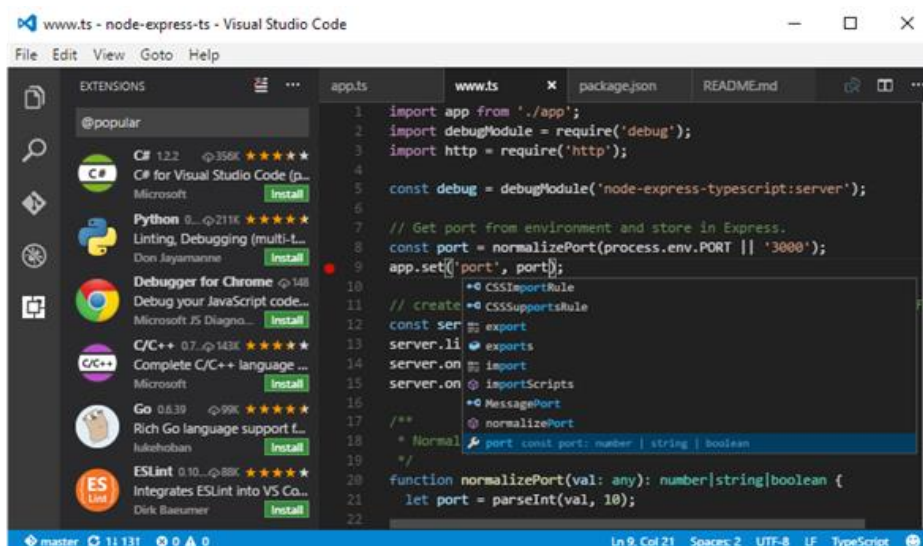 www.ts - node-express-ts - Visual Studio Code
File Edit View Goto Help
EXTENSIONS
@popular
C# 1.2.2 356K
C# for Visual Studio Code (p...
Microsoft Install
Python 0... 211K
Linting, Debugging (multi-t...
Don Jayamanne Install
Debugger for Chrome 148
Debug your JavaScript code...
Microsoft JS Diagno... Install
C/C++ 0.7... 143K
Complete C/C++ language ...
Microsoft Install
Go 0.6.39 99K
Rich Go language support f...
lukehoban Install
ESLint 0.10... 88K
Integrates ESLint into VS Co...
Dirk Baeumer Install
C#
C/C++
ES
Lint
app.ts www.ts package.json README.md
1 import app from './app';
2 import debugModule = require('debug');
3 import http = require('http');
4
5 const debug = debugModule('node-express-typescript:server');
6
7 // Get port from environment and store in Express.
8 const port = normalizePort(process.env.PORT || '3000');
9 app.set('port', port);
10
11 // create
12 const ser
13 server.li
14 server.on
15 server.on
16
17 /**
18 * Normal
19 */
20 function normalizePort(val: any): number|string|boolean {
21 let port = parseInt(val, 10);
22
CSSImportRule
CSSSupportsRule
export
exports
import
importScripts
MessagePort
normalizePort
port const port: number | string | boolean
master 1↓ 13↑ 0 0 Ln 9, Col 21 Spaces: 2 UTF-8 LF TypeScript